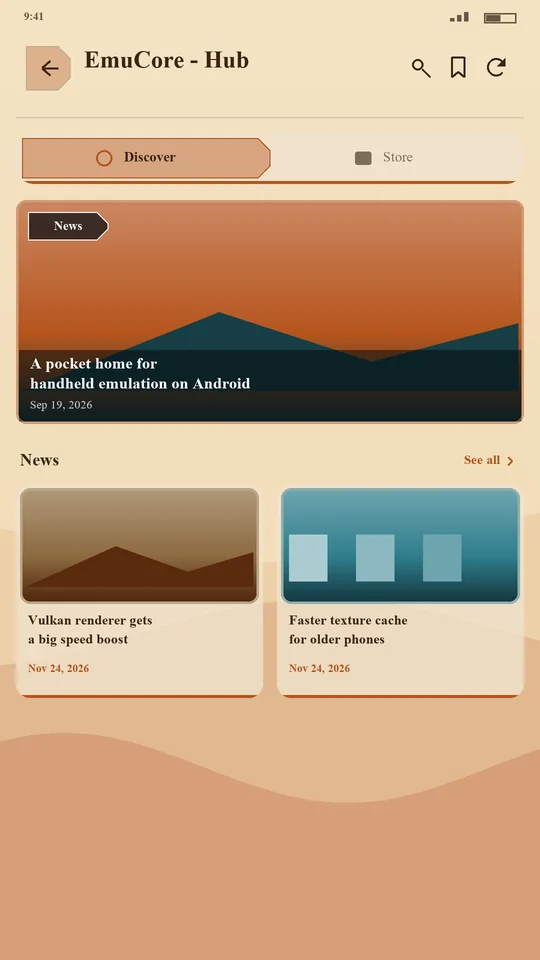 9:41
EmuCore - Hub
Discover
Store
News
A pocket home for
handheld emulation on Android
Sep 19, 2026
News
See all
Vulkan renderer gets
a big speed boost
Nov 24, 2026
Faster texture cache
for older phones
Nov 24, 2026